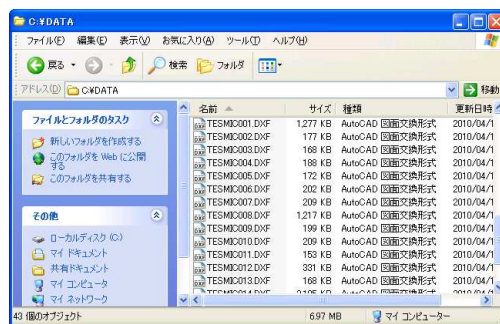 C:¥DATA
ファイル(F) 編集(E) 表示(V) お気に入り(A) ツール(T) ヘルプ(H)
戻る 検索 フォルダ
アドレス(D) C:¥DATA 移動
ファイルとフォルダのタスク
新しいフォルダを作成する
このフォルダを Web に公開する
このフォルダを共有する
その他
ローカルディスク (C:)
マイ ドキュメント
共有ドキュメント
マイ コンピュータ
マイ ネットワーク
名前 サイズ 種類 更新日時
TESMIC001.DXF 1,277 KB AutoCAD 図面交換形式 2010/04/1
TESMIC002.DXF 177 KB AutoCAD 図面交換形式 2010/04/1
TESMIC003.DXF 168 KB AutoCAD 図面交換形式 2010/04/1
TESMIC004.DXF 188 KB AutoCAD 図面交換形式 2010/04/1
TESMIC005.DXF 172 KB AutoCAD 図面交換形式 2010/04/1
TESMIC006.DXF 202 KB AutoCAD 図面交換形式 2010/04/1
TESMIC007.DXF 209 KB AutoCAD 図面交換形式 2010/04/1
TESMIC008.DXF 1,217 KB AutoCAD 図面交換形式 2010/04/1
TESMIC009.DXF 199 KB AutoCAD 図面交換形式 2010/04/1
TESMIC010.DXF 209 KB AutoCAD 図面交換形式 2010/04/1
TESMIC011.DXF 153 KB AutoCAD 図面交換形式 2010/04/1
TESMIC012.DXF 331 KB AutoCAD 図面交換形式 2010/04/1
TESMIC013.DXF 168 KB AutoCAD 図面交換形式 2010/04/1
43 個のオブジェクト 6.97 MB マイ コンピューター